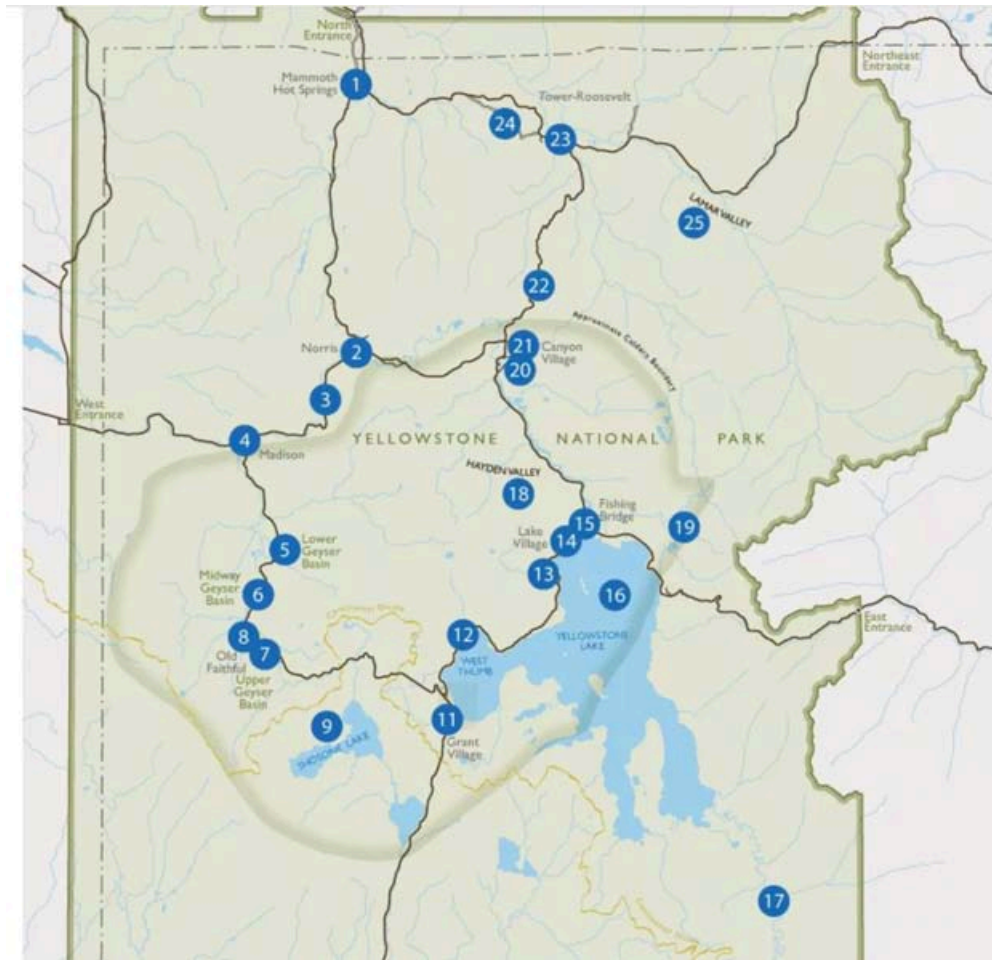 North
Entrance
Mammoth
Hot Springs
1
Northeast
Entrance
Tower-Roosevelt
24
23
LAMAR VALLEY
25
22
Approximate Caldera Boundary
Norris
2
21
Canyon
Village
20
3
West
Entrance
4
Madison
YELLOWSTONE NATIONAL PARK
HAYDEN VALLEY
18
Fishing
Bridge
15
19
Lake
Village
14
5
Lower
Geyser
Basin
13
Midway
Geyser
Basin
6
16
East
Entrance
8
12
YELLOWSTONE
LAKE
7
Old
Faithful
WEST
THUMB
Upper
Geyser
Basin
9
SHOSONE LAKE
11
Grant
Village
17